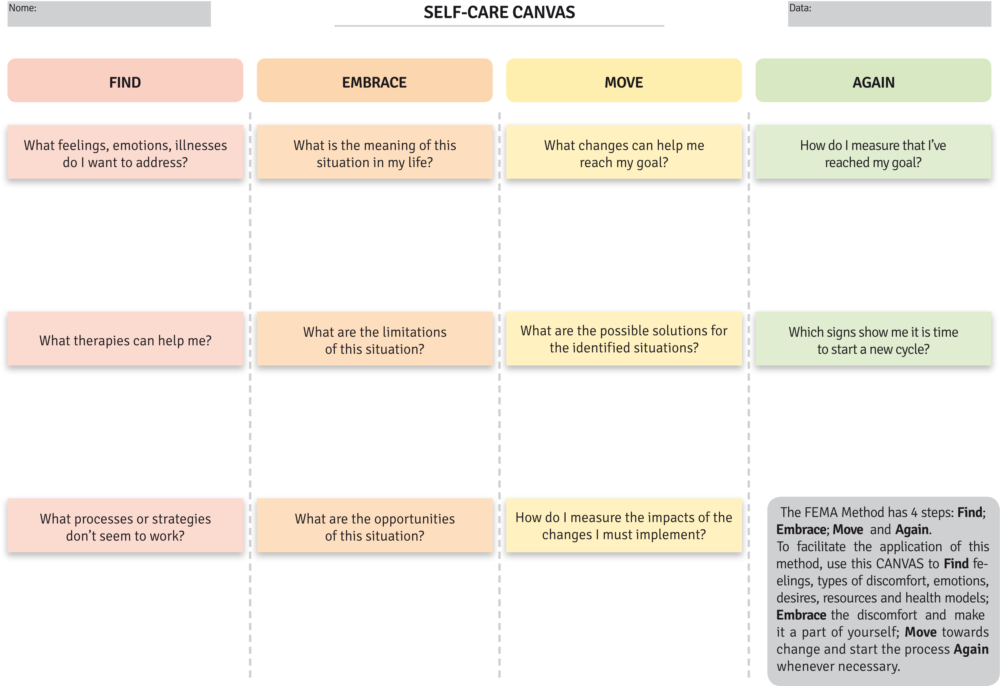 Nome:
SELF-CARE CANVAS
Data:
FIND
EMBRACE
MOVE
AGAIN
What feelings, emotions, illnesses
do I want to address?
What is the meaning of this
situation in my life?
What changes can help me
reach my goal?
How do I measure that I’ve
reached my goal?
What therapies can help me?
What are the limitations
of this situation?
What are the possible solutions for
the identified situations?
Which signs show me it is time
to start a new cycle?
What processes or strategies
don’t seem to work?
What are the opportunities
of this situation?
How do I measure the impacts of the
changes I must implement?
The FEMA Method has 4 steps: Find;
Embrace; Move and Again.
To facilitate the application of this
method, use this CANVAS to Find fe-
elings, types of discomfort, emotions,
desires, resources and health models;
Embrace the discomfort and make
it a part of yourself; Move towards
change and start the process Again
whenever necessary.